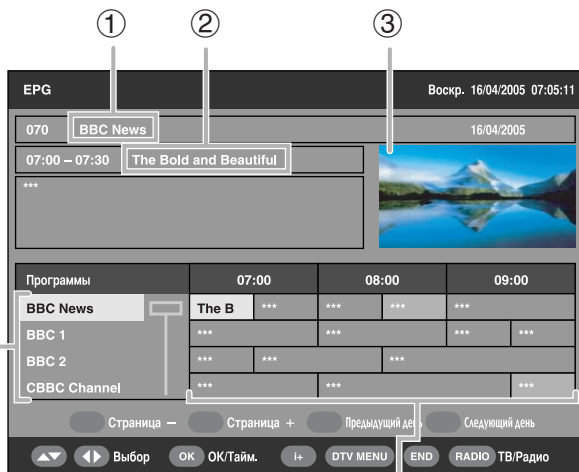 ① ② ③
EPG Воскр. 16/04/2005 07:05:11
070 BBC News 16/04/2005
07:00 – 07:30 The Bold and Beautiful
***
Программы 07:00 08:00 09:00
BBC News The B *** *** *** ***
BBC 1 *** *** *** ***
BBC 2 *** *** ***
CBBC Channel *** *** ***
Страница – Страница + Предыдущий день Следующий день
Выбор OK ОК/Тайм. i+ DTV MENU END RADIO ТВ/Радио